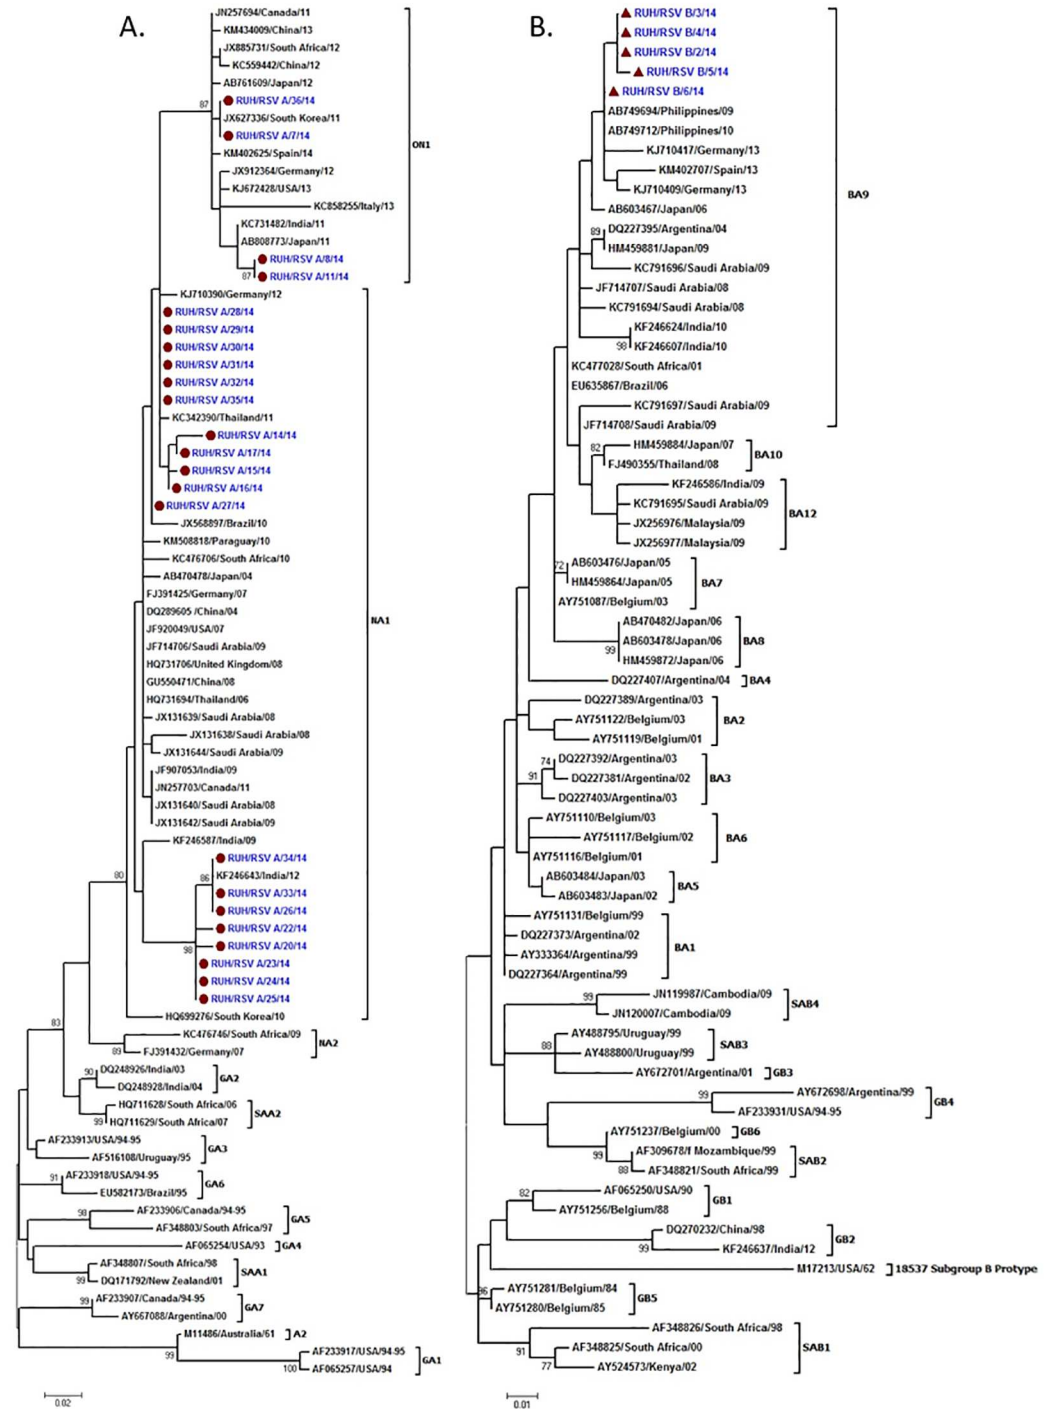 A.
JN257694/Canada/11
KM434009/China/13
JX885731/South Africa/12
KC559442/China/12
AB761609/Japan/12
87
RUH/RSV A/36/14
JX627336/South Korea/11
RUH/RSV A/7/14
KM402625/Spain/14
ON1
JX912364/Germany/12
KJ672428/USA/13
KC858255/Italy/13
KC731482/India/11
AB808773/Japan/11
RUH/RSV A/8/14
87
RUH/RSV A/11/14
KJ710390/Germany/12
RUH/RSV A/28/14
RUH/RSV A/29/14
RUH/RSV A/30/14
RUH/RSV A/31/14
RUH/RSV A/32/14
RUH/RSV A/35/14
KC342390/Thailand/11
RUH/RSV A/14/14
RUH/RSV A/17/14
RUH/RSV A/15/14
RUH/RSV A/16/14
RUH/RSV A/27/14
JX568897/Brazil/10
KM508818/Paraguay/10
KC476706/South Africa/10
AB470478/Japan/04
FJ391425/Germany/07
DQ289605 /China/04
NA1
JF920049/USA/07
JF714706/Saudi Arabia/09
HQ731706/United Kingdom/08
GU550471/China/08
HQ731694/Thailand/06
JX131639/Saudi Arabia/08
JX131638/Saudi Arabia/08
JX131644/Saudi Arabia/09
JF907053/India/09
JN257703/Canada/11
JX131640/Saudi Arabia/08
JX131642/Saudi Arabia/09
KF246587/India/09
RUH/RSV A/34/14
80
86
KF246643/India/12
RUH/RSV A/33/14
RUH/RSV A/26/14
RUH/RSV A/22/14
RUH/RSV A/20/14
98
RUH/RSV A/23/14
RUH/RSV A/24/14
RUH/RSV A/25/14
HQ699276/South Korea/10
83
KC476746/South Africa/09
NA2
89
FJ391432/Germany/07
90
DQ248926/India/03
GA2
DQ248928/India/04
HQ711628/South Africa/06
SAA2
99
HQ711629/South Africa/07
AF233913/USA/94-95
GA3
AF516108/Uruguay/95
91
AF233918/USA/94-95
GA6
EU582173/Brazil/95
98
AF233906/Canada/94-95
GA5
AF348803/South Africa/97
AF065254/USA/93
GA4
AF348807/South Africa/98
SAA1
99
DQ171792/New Zealand/01
99
AF233907/Canada/94-95
GA7
AY667088/Argentina/00
M11486/Australia/61
A2
99
AF233917/USA/94-95
GA1
100
AF065257/USA/94
0.02
B.
RUH/RSV B/3/14
RUH/RSV B/4/14
RUH/RSV B/2/14
RUH/RSV B/5/14
RUH/RSV B/6/14
AB749694/Philippines/09
AB749712/Philippines/10
KJ710417/Germany/13
KM402707/Spain/13
KJ710409/Germany/13
BA9
AB603467/Japan/06
89
DQ227395/Argentina/04
HM459881/Japan/09
KC791696/Saudi Arabia/09
JF714707/Saudi Arabia/08
KC791694/Saudi Arabia/08
KF246624/India/10
98
KF246607/India/10
KC477028/South Africa/01
EU635867/Brazil/06
KC791697/Saudi Arabia/09
JF714708/Saudi Arabia/09
82
HM459884/Japan/07
BA10
FJ490355/Thailand/08
KF246586/India/09
KC791695/Saudi Arabia/09
BA12
JX256976/Malaysia/09
JX256977/Malaysia/09
72
AB603476/Japan/05
HM459864/Japan/05
BA7
AY751087/Belgium/03
AB470482/Japan/06
AB603478/Japan/06
BA8
99
HM459872/Japan/06
DQ227407/Argentina/04
BA4
DQ227389/Argentina/03
AY751122/Belgium/03
BA2
AY751119/Belgium/01
74
DQ227392/Argentina/03
91
DQ227381/Argentina/02
BA3
DQ227403/Argentina/03
AY751110/Belgium/03
AY751117/Belgium/02
BA6
AY751116/Belgium/01
AB603484/Japan/03
BA5
AB603483/Japan/02
AY751131/Belgium/99
DQ227373/Argentina/02
BA1
AY333364/Argentina/99
DQ227364/Argentina/99
99
JN119987/Cambodia/09
SAB4
JN120007/Cambodia/09
AY488795/Uruguay/99
88
SAB3
AY488800/Uruguay/99
AY672701/Argentina/01
GB3
99
AY672698/Argentina/99
GB4
AF233931/USA/94-95
AY751237/Belgium/00
GB6
99
AF309678/f Mozambique/99
SAB2
88
AF348821/South Africa/99
82
AF065250/USA/90
GB1
AY751256/Belgium/88
DQ270232/China/98
GB2
99
KF246637/India/12
M17213/USA/62
18537 Subgroup B Protype
AY751281/Belgium/84
GB5
AY751280/Belgium/85
AF348826/South Africa/98
91
AF348825/South Africa/00
SAB1
77
AY524573/Kenya/02
0.01